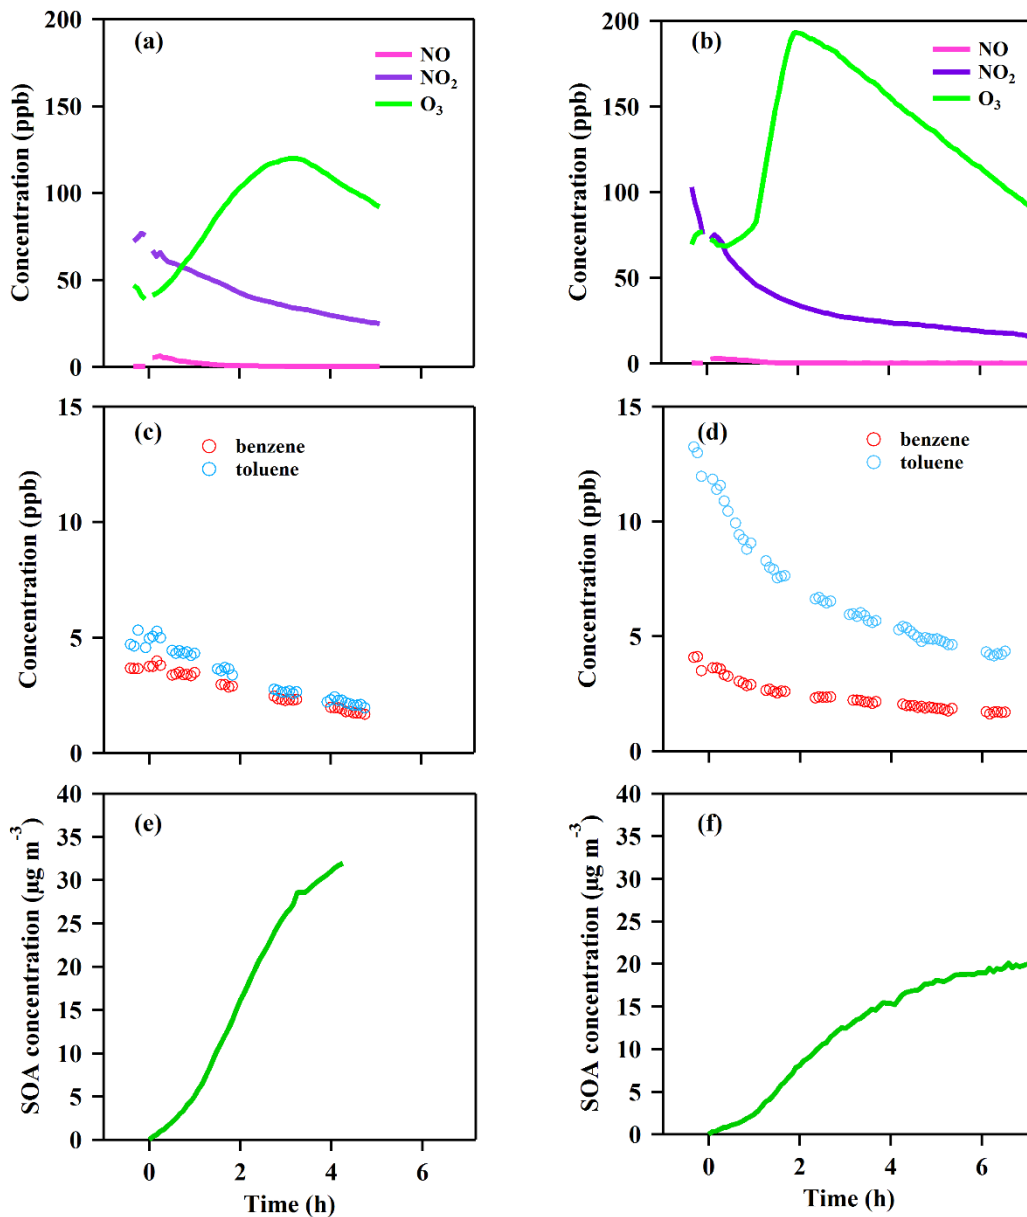 200
150
100
50
0
Concentration (ppb)
(a)
NO
NO2
O3
200
150
100
50
0
Concentration (ppb)
(b)
NO
NO2
O3
15
10
5
0
Concentration (ppb)
(c)
benzene
toluene
15
10
5
0
Concentration (ppb)
(d)
benzene
toluene
40
35
30
25
20
15
10
5
0
SOA concentration (µg m-3)
(e)
0 2 4 6
Time (h)
40
35
30
25
20
15
10
5
0
SOA concentration (µg m-3)
(f)
0 2 4 6
Time (h)